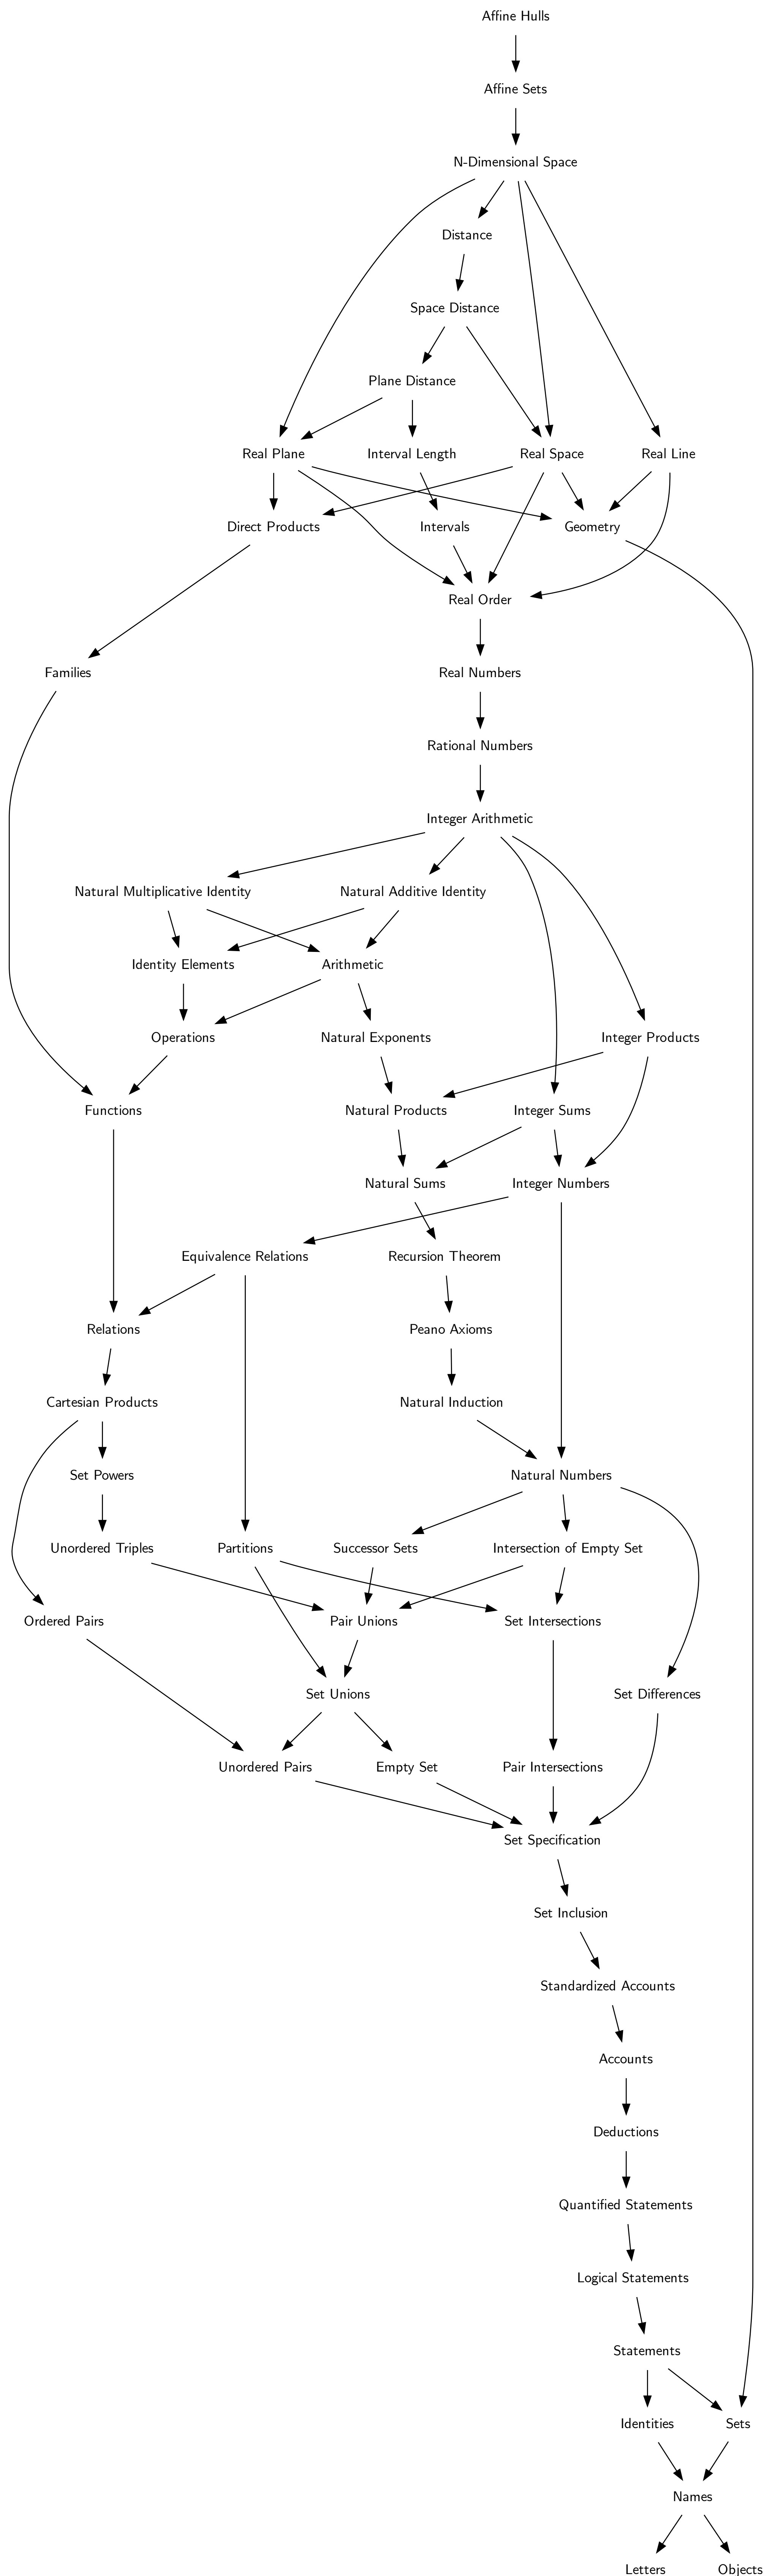 Affine Hulls
Affine Sets
N-Dimensional Space
Distance
Space Distance
Plane Distance
Real Plane
Interval Length
Real Space
Real Line
Direct Products
Intervals
Geometry
Real Order
Families
Real Numbers
Rational Numbers
Integer Arithmetic
Natural Multiplicative Identity
Natural Additive Identity
Identity Elements
Arithmetic
Operations
Natural Exponents
Integer Products
Functions
Natural Products
Integer Sums
Natural Sums
Integer Numbers
Equivalence Relations
Recursion Theorem
Relations
Peano Axioms
Cartesian Products
Natural Induction
Set Powers
Natural Numbers
Unordered Triples
Partitions
Successor Sets
Intersection of Empty Set
Ordered Pairs
Pair Unions
Set Intersections
Set Unions
Set Differences
Unordered Pairs
Empty Set
Pair Intersections
Set Specification
Set Inclusion
Standardized Accounts
Accounts
Deductions
Quantified Statements
Logical Statements
Statements
Identities
Sets
Names
Letters
Objects